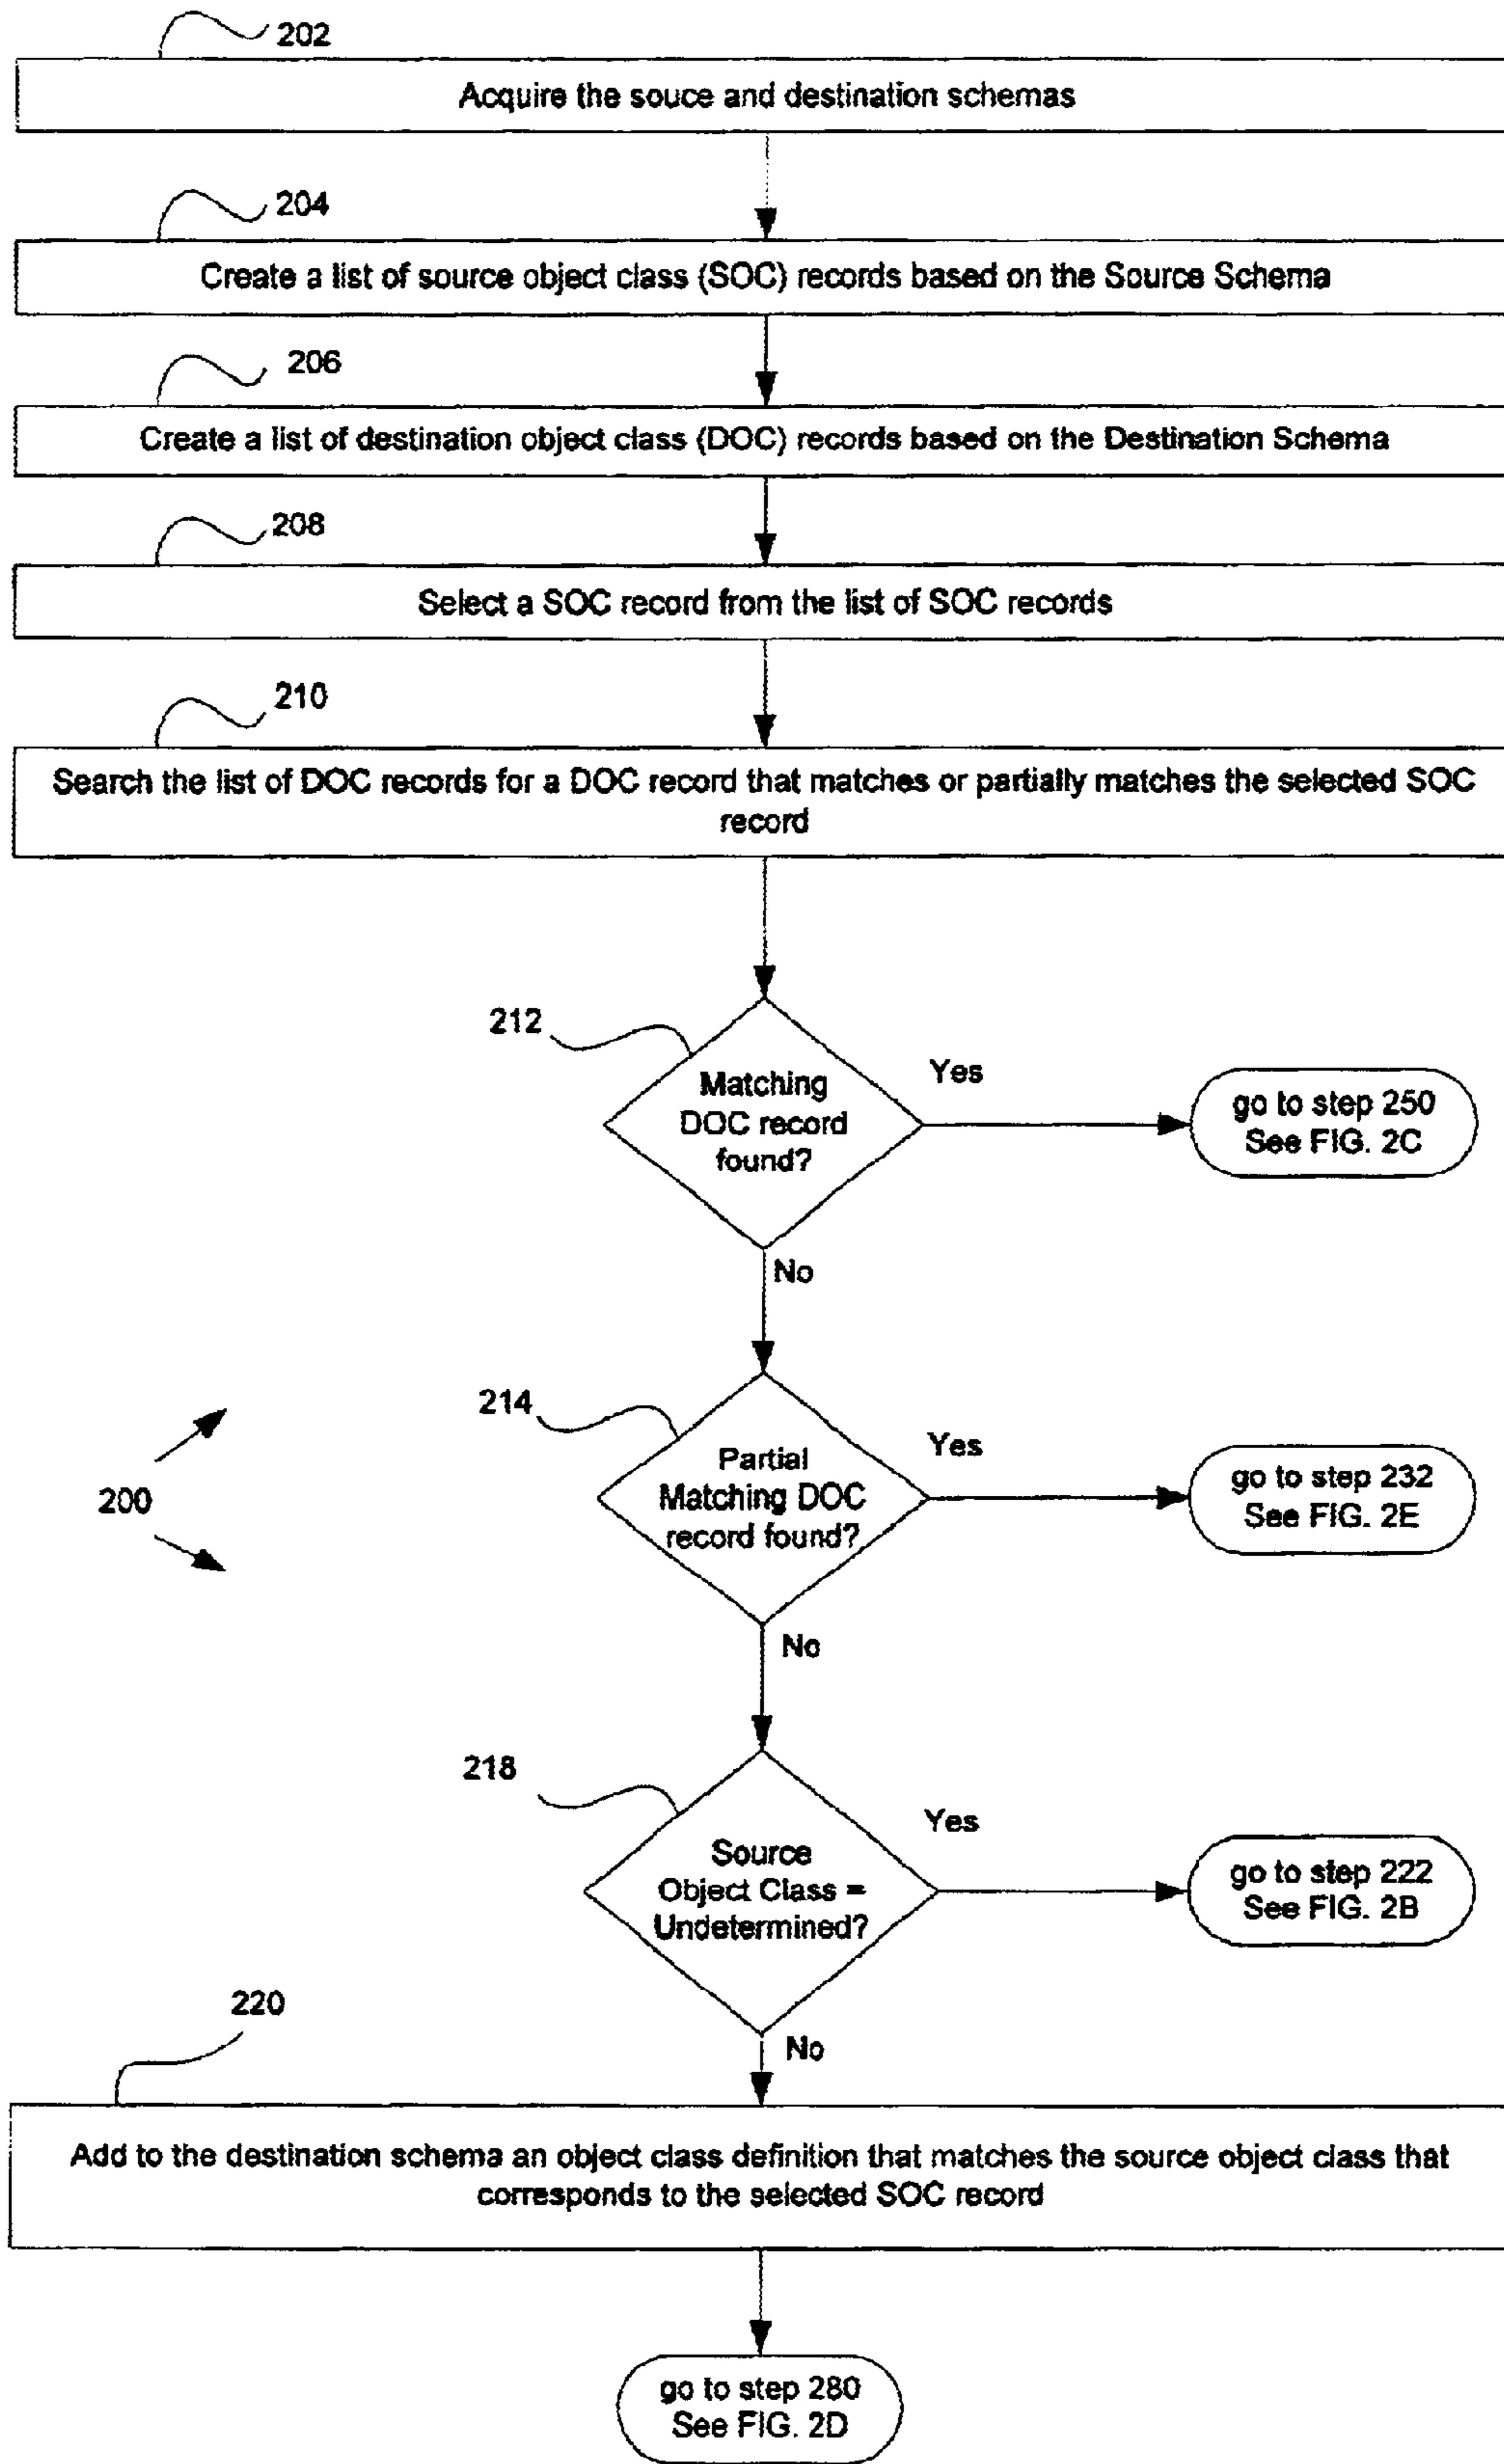 202
Acquire the souce and destination schemas
204
Create a list of source object class (SOC) records based on the Source Schema
206
Create a list of destination object class (DOC) records based on the Destination Schema
208
Select a SOC record from the list of SOC records
210
Search the list of DOC records for a DOC record that matches or partially matches the selected SOC
record
212
Matching
DOC record
found?
Yes
go to step 250
See FIG. 2C
No
214
Partial
Matching DOC
record found?
Yes
go to step 232
See FIG. 2E
200
No
218
Source
Object Class =
Undetermined?
Yes
go to step 222
See FIG. 2B
No
220
Add to the destination schema an object class definition that matches the source object class that
corresponds to the selected SOC record
go to step 280
See FIG. 2D